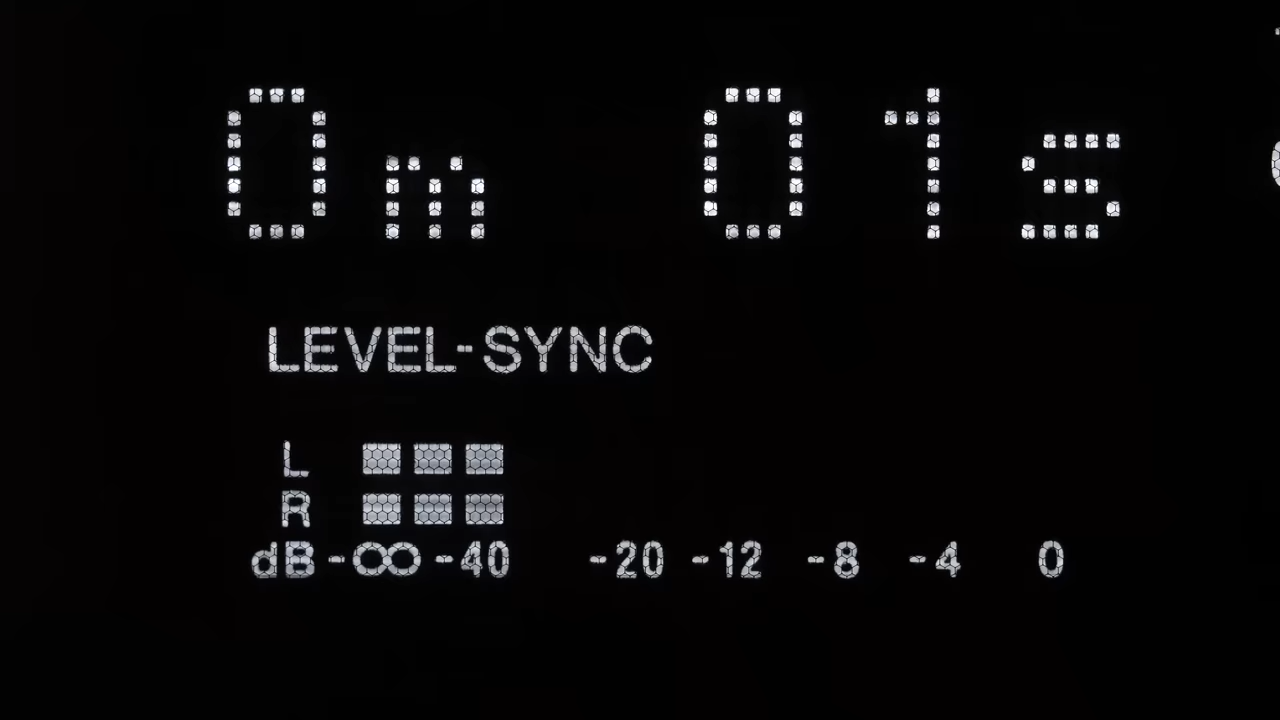 0m 01s
LEVEL-SYNC
L
R
dB -∞ -40 -20 -12 -8 -4 0